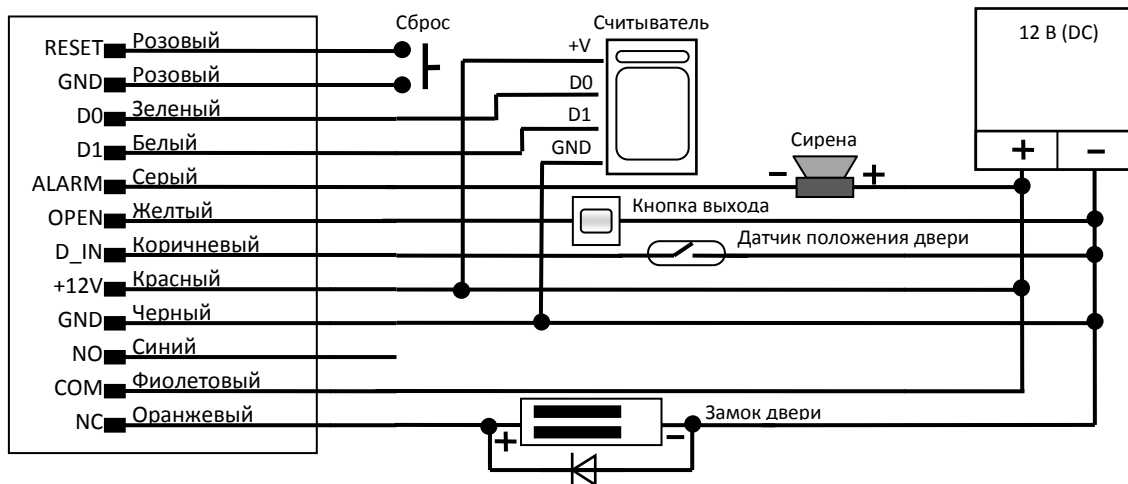 Сброс
Считыватель
12 В (DC)
RESET Розовый
+V
GND Розовый
D0
D0 Зеленый
D1
D1 Белый
GND
Сирена
+ -
ALARM Серый
- +
OPEN Желтый
Кнопка выхода
D_IN Коричневый
Датчик положения двери
+12V Красный
GND Черный
NO Синий
COM Фиолетовый
NC Оранжевый
Замок двери
+ -